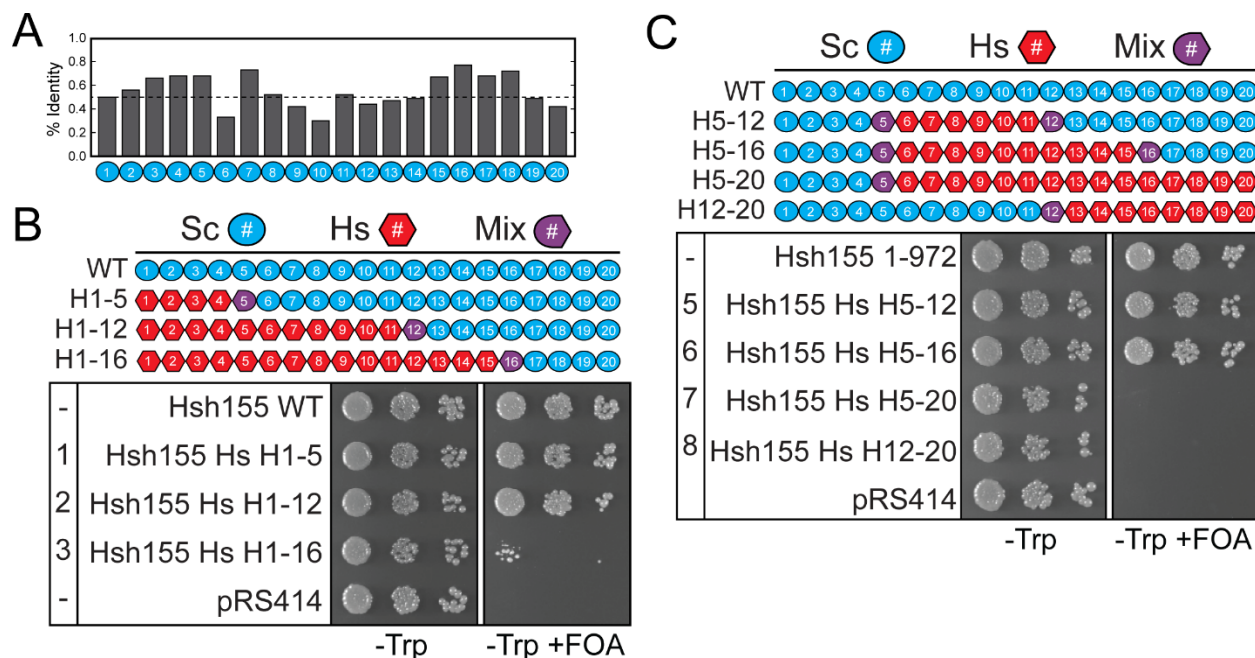 A
1.0
0.8
0.6
0.4
0.2
0.0
% Identity
1 2 3 4 5 6 7 8 9 10 11 12 13 14 15 16 17 18 19 20
B
Sc # Hs # Mix #
WT 1 2 3 4 5 6 7 8 9 10 11 12 13 14 15 16 17 18 19 20
H1-5 1 2 3 4 5 6 7 8 9 10 11 12 13 14 15 16 17 18 19 20
H1-12 1 2 3 4 5 6 7 8 9 10 11 12 13 14 15 16 17 18 19 20
H1-16 1 2 3 4 5 6 7 8 9 10 11 12 13 14 15 16 17 18 19 20
- Hsh155 WT
1 Hsh155 Hs H1-5
2 Hsh155 Hs H1-12
3 Hsh155 Hs H1-16
- pRS414
-Trp -Trp +FOA
C
Sc # Hs # Mix #
WT 1 2 3 4 5 6 7 8 9 10 11 12 13 14 15 16 17 18 19 20
H5-12 1 2 3 4 5 6 7 8 9 10 11 12 13 14 15 16 17 18 19 20
H5-16 1 2 3 4 5 6 7 8 9 10 11 12 13 14 15 16 17 18 19 20
H5-20 1 2 3 4 5 6 7 8 9 10 11 12 13 14 15 16 17 18 19 20
H12-20 1 2 3 4 5 6 7 8 9 10 11 12 13 14 15 16 17 18 19 20
- Hsh155 1-972
5 Hsh155 Hs H5-12
6 Hsh155 Hs H5-16
7 Hsh155 Hs H5-20
8 Hsh155 Hs H12-20
pRS414
-Trp -Trp +FOA